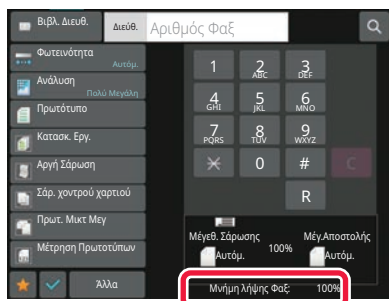 Βιβλ. Διευθ.
Διεύθ.
Αριθμός Φαξ
Φωτεινότητα
Αυτόμ.
Ανάλυση
Πολύ Μεγάλη
Πρωτότυπο
Κατασκ. Εργ.
Αργή Σάρωση
Σάρ. χοντρού χαρτιού
Πρωτ. Μικτ Μεγ
Μέτρηση Πρωτοτύπων
Άλλα
1
2 ABC
3 DEF
4 GHI
5 JKL
6 MNO
7 PQRS
8 TUV
9 WXYZ
0
#
C
R
Μέγεθ. Σάρωσης
Μέγ.Αποστολής
Αυτόμ.
100%
Αυτόμ.
Μνήμη λήψης Φαξ: 100%